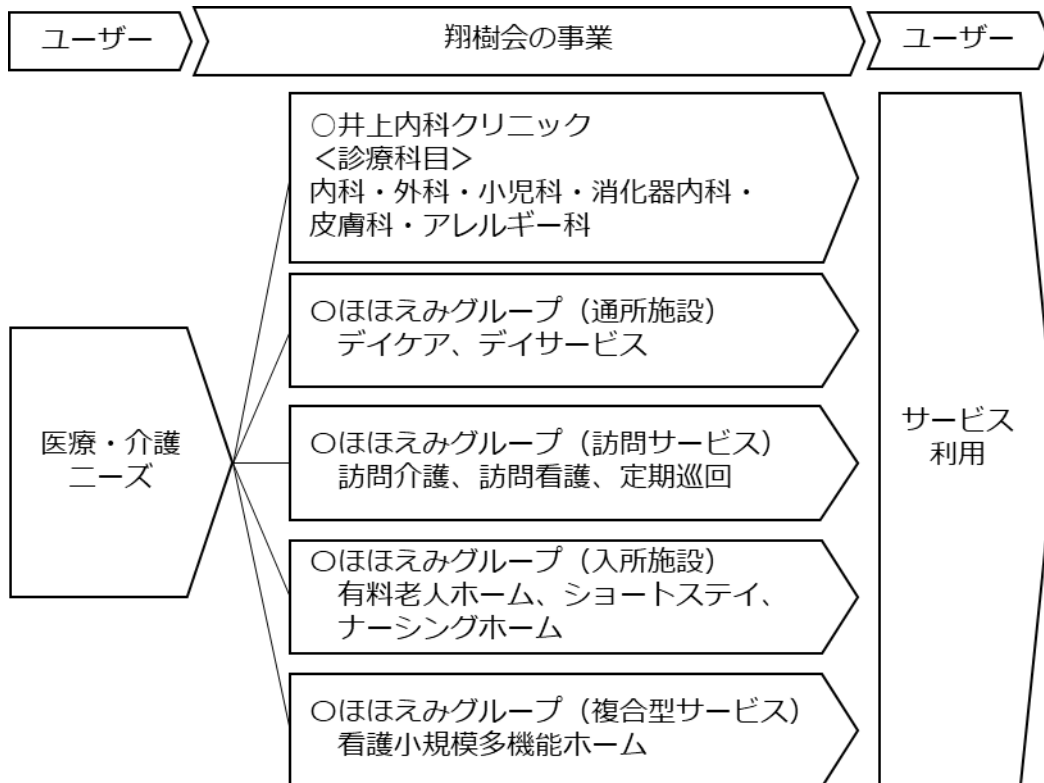 ユーザー
翔樹会の事業
ユーザー
医療・介護
ニーズ
○井上内科クリニック
＜診療科目＞
内科・外科・小児科・消化器内科・
皮膚科・アレルギー科
〇ほほえみグループ（通所施設）
デイケア、デイサービス
〇ほほえみグループ（訪問サービス）
訪問介護、訪問看護、定期巡回
〇ほほえみグループ（入所施設）
有料老人ホーム、ショートステイ、
ナーシングホーム
〇ほほえみグループ（複合型サービス）
看護小規模多機能ホーム
サービス
利用